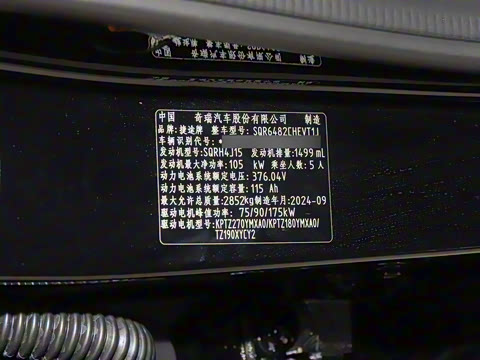 中国 奇瑞汽车股份有限公司 制造
品牌:捷途牌 整车型号:SQR6482CHEVT1J
车辆识别代号:*
发动机型号:SQRH4J15 发动机排量:1499 mL
发动机最大净功率:105 kW 乘坐人数:5 人
动力电池系统额定电压:376.04V
动力电池系统额定容量:115 Ah
最大允许总质量:2852kg 制造年月:2024-09
驱动电机峰值功率:75/90/175kW
驱动电机型号:KPTZ270YMXA0/KPTZ180YMXA0/
TZ190XYCY2